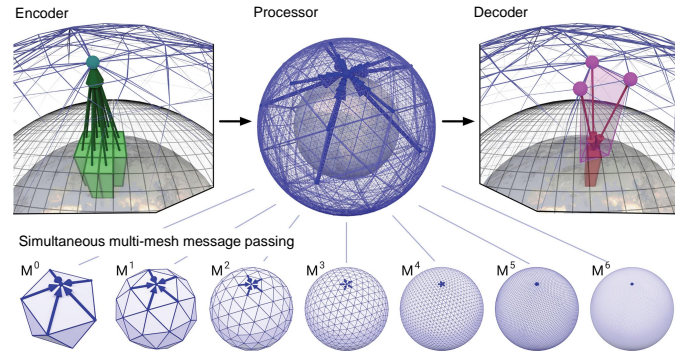 Encoder
Processor
Decoder
Simultaneous multi-mesh message passing
M⁰
M¹
M²
M³
M⁴
M⁵
M⁶